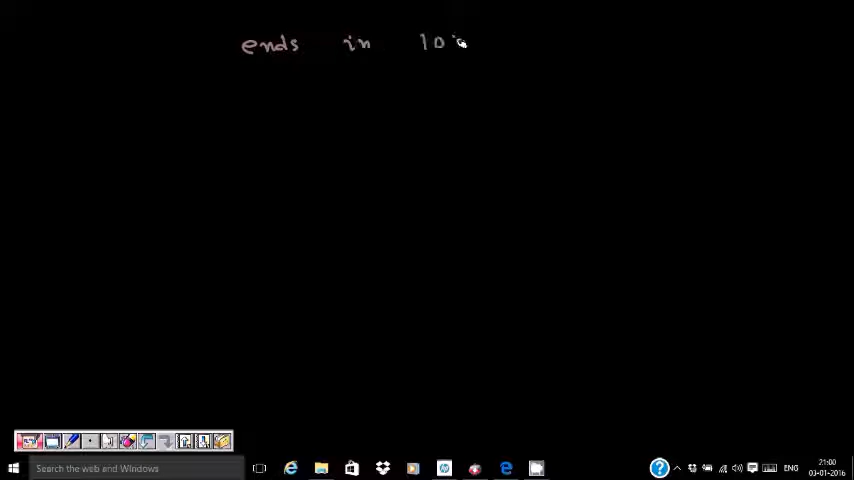 ends in 10
Search the web and Windows
ENG
21:00
03-01-2016